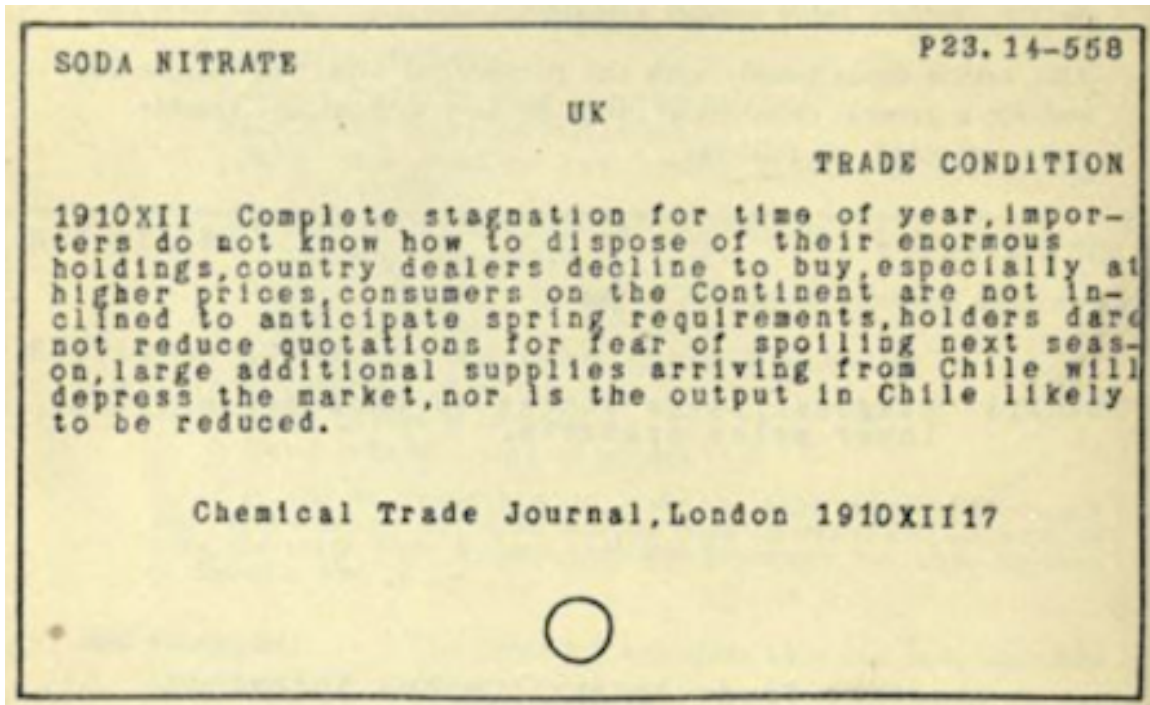 P23.14-558
SODA NITRATE
UK
TRADE CONDITION
1910XII Complete stagnation for time of year,impor-
ters do not know how to dispose of their enormous
holdings,country dealers decline to buy,especially at
higher prices,consumers on the Continent are not in-
clined to anticipate spring requirements,holders dare
not reduce quotations for fear of spoiling next seas-
on,large additional supplies arriving from Chile will
depress the market,nor is the output in Chile likely
to be reduced.
Chemical Trade Journal,London 1910XII17